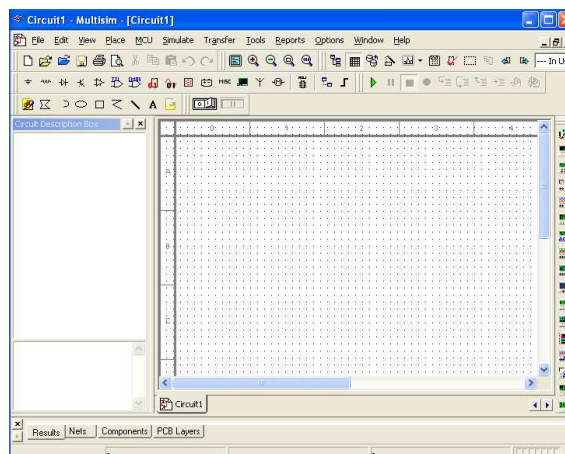 Circuit1 - Multisim - [Circuit1]
File Edit View Place MCU Simulate Transfer Tools Reports Options Window Help
--- In U
MISC
A
Circuit Description Box
0 1 2 3 4
A
B
C
Circuit1
Results Nets Components PCB Layers